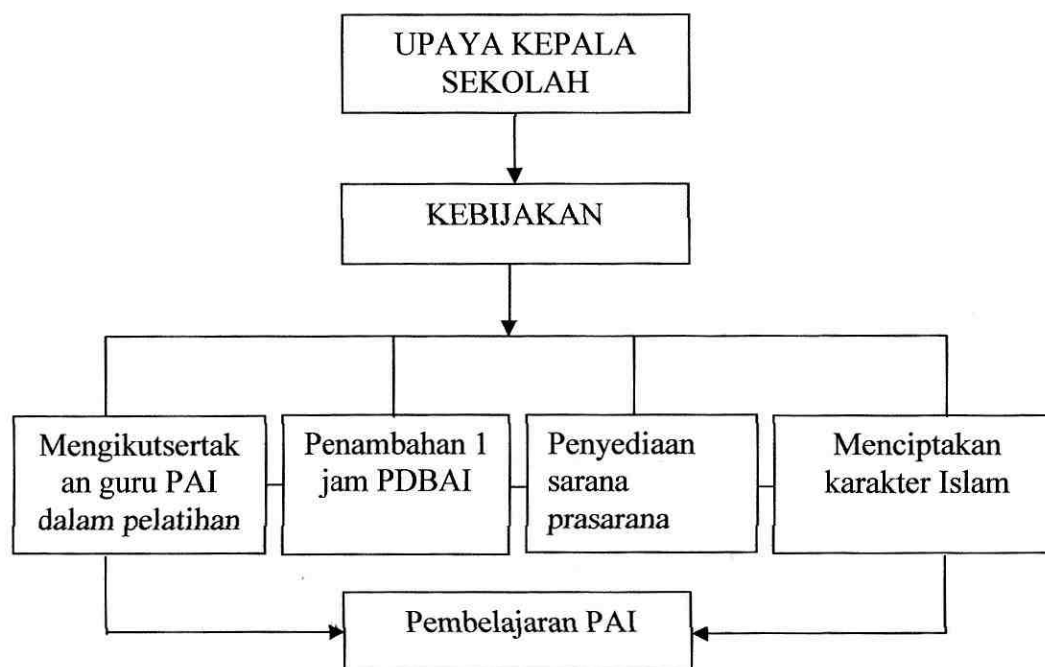 UPAYA KEPALA
SEKOLAH
KEBIJAKAN
Mengikutsertak
an guru PAI
dalam pelatihan
Penambahan 1
jam PDBAI
Penyediaan
sarana
prasarana
Menciptakan
karakter Islam
Pembelajaran PAI